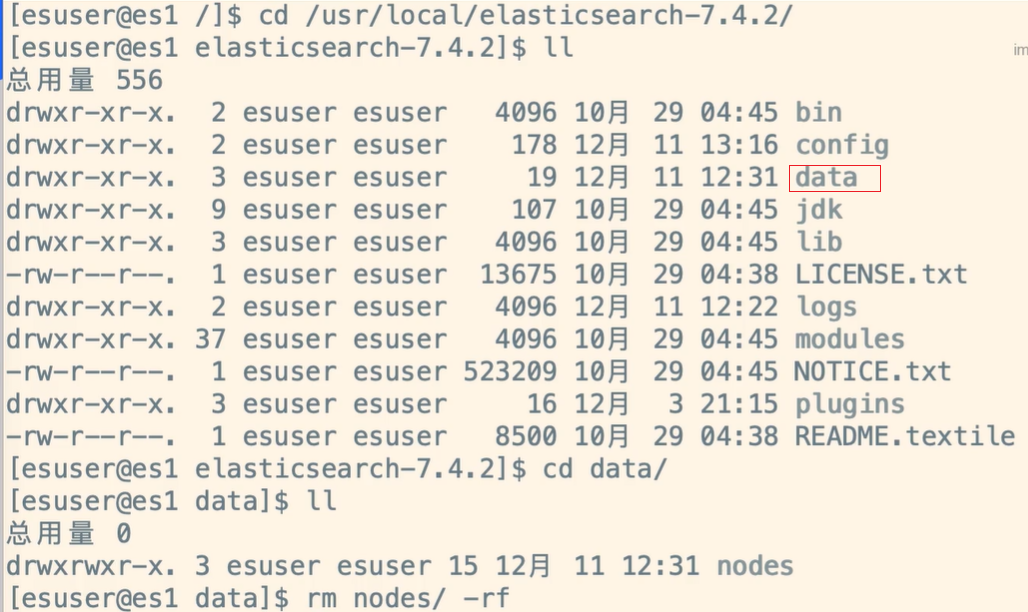 [esuser@es1 /]$ cd /usr/local/elasticsearch-7.4.2/
[esuser@es1 elasticsearch-7.4.2]$ ll
im
总用量 556
drwxr-xr-x.  2 esuser esuser   4096 10月  29 04:45 bin
drwxr-xr-x.  2 esuser esuser    178 12月  11 13:16 config
drwxr-xr-x.  3 esuser esuser     19 12月  11 12:31 data
drwxr-xr-x.  9 esuser esuser    107 10月  29 04:45 jdk
drwxr-xr-x.  3 esuser esuser   4096 10月  29 04:45 lib
-rw-r--r--.  1 esuser esuser  13675 10月  29 04:38 LICENSE.txt
drwxr-xr-x.  2 esuser esuser   4096 12月  11 12:22 logs
drwxr-xr-x. 37 esuser esuser   4096 10月  29 04:45 modules
-rw-r--r--.  1 esuser esuser 523209 10月  29 04:45 NOTICE.txt
drwxr-xr-x.  3 esuser esuser     16 12月   3 21:15 plugins
-rw-r--r--.  1 esuser esuser   8500 10月  29 04:38 README.textile
[esuser@es1 elasticsearch-7.4.2]$ cd data/
[esuser@es1 data]$ ll
总用量 0
drwxrwxr-x. 3 esuser esuser 15 12月  11 12:31 nodes
[esuser@es1 data]$ rm nodes/ -rf